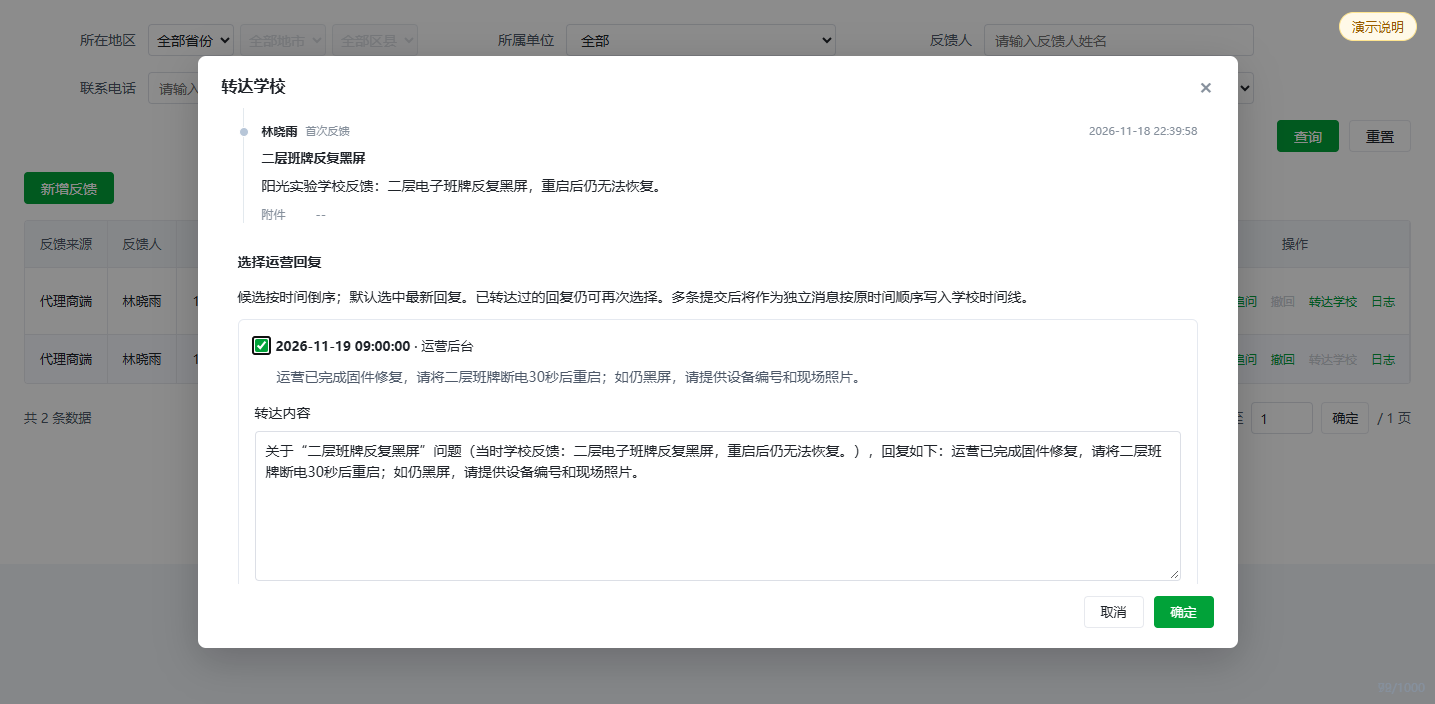 所在地区 全部省份 全部地市 全部区县 所属单位 全部 反馈人 请输入反馈人姓名 演示说明
联系电话 请输入
查询 重置
新增反馈
转达学校 ×
林晓雨 首次反馈 2026-11-18 22:39:58
二层班牌反复黑屏
阳光实验学校反馈：二层电子班牌反复黑屏，重启后仍无法恢复。
附件 --
选择运营回复
候选按时间倒序；默认选中最新回复。已转达过的回复仍可再次选择。多条提交后将作为独立消息按原时间顺序写入学校时间线。
2026-11-19 09:00:00 · 运营后台
运营已完成固件修复，请将二层班牌断电30秒后重启；如仍黑屏，请提供设备编号和现场照片。
转达内容
关于“二层班牌反复黑屏”问题（当时学校反馈：二层电子班牌反复黑屏，重启后仍无法恢复。），回复如下：运营已完成固件修复，请将二层班
牌断电30秒后重启；如仍黑屏，请提供设备编号和现场照片。
取消 确定
反馈来源 反馈人 操作
代理商端 林晓雨 1 追问 撤回 转达学校 日志
代理商端 林晓雨 1 追问 撤回 转达学校 日志
共 2 条数据 至 1 确定 / 1 页
99/1000